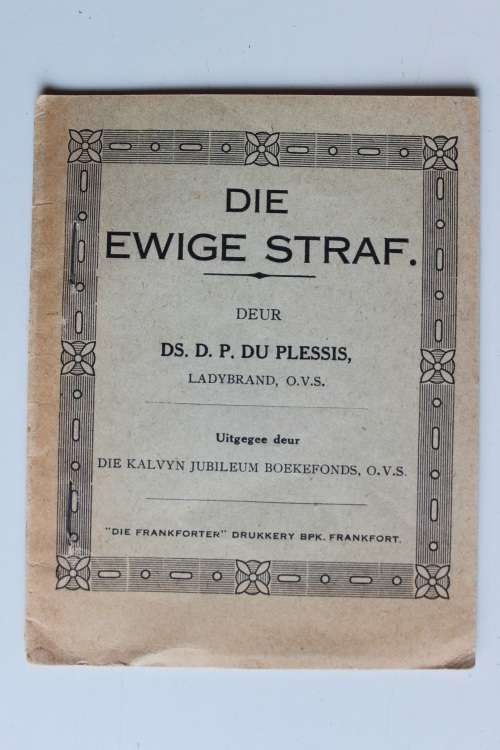 DIE
EWIGE STRAF.
DEUR
DS. D. P. DU PLESSIS,
LADYBRAND, O.V.S.
Uitgegee deur
DIE KALVYN JUBILEUM BOEKEFONDS, O.V.S.
"DIE FRANKFORTER" DRUKKERY BPK. FRANKFORT.